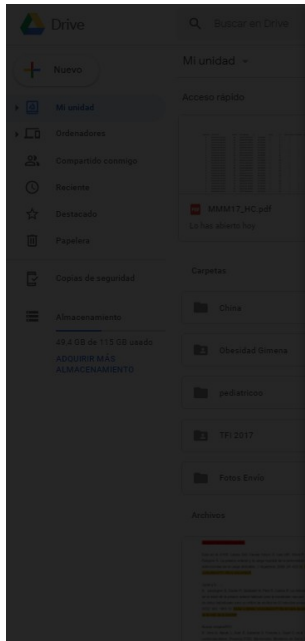 Drive
Buscar en Drive
Nuevo
Mi unidad
Mi unidad
Ordenadores
Compartido conmigo
Reciente
Destacado
Papelera
Copias de seguridad
Almacenamiento
49,4 GB de 115 GB usado
ADQUIRIR MÁS
ALMACENAMIENTO
Acceso rápido
MMM17_HC.pdf
Lo has abierto hoy
Carpetas
China
Obesidad Gimena
pediatricos
TFI 2017
Fotos Envio
Archivos